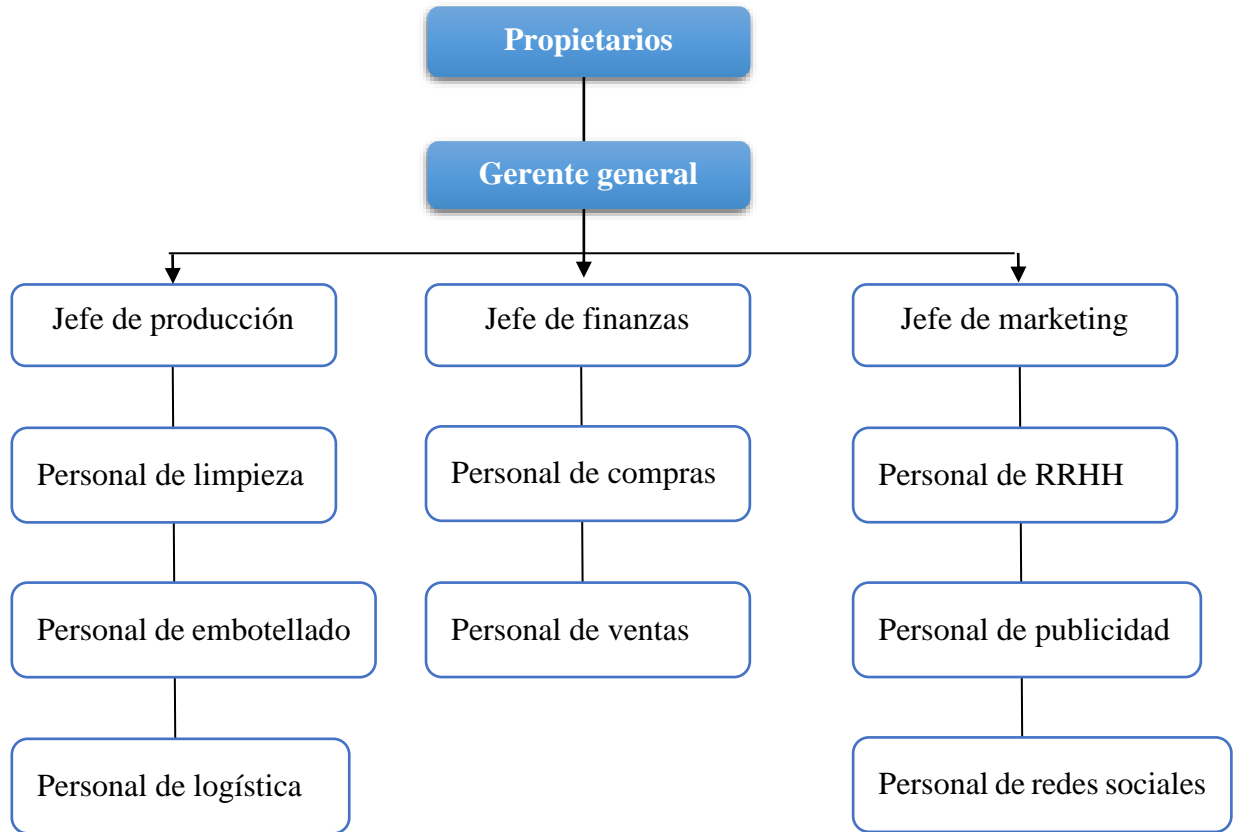 Propietarios
Gerente general
Jefe de producción
Jefe de finanzas
Jefe de marketing
Personal de limpieza
Personal de compras
Personal de RRHH
Personal de embotellado
Personal de ventas
Personal de publicidad
Personal de logística
Personal de redes sociales